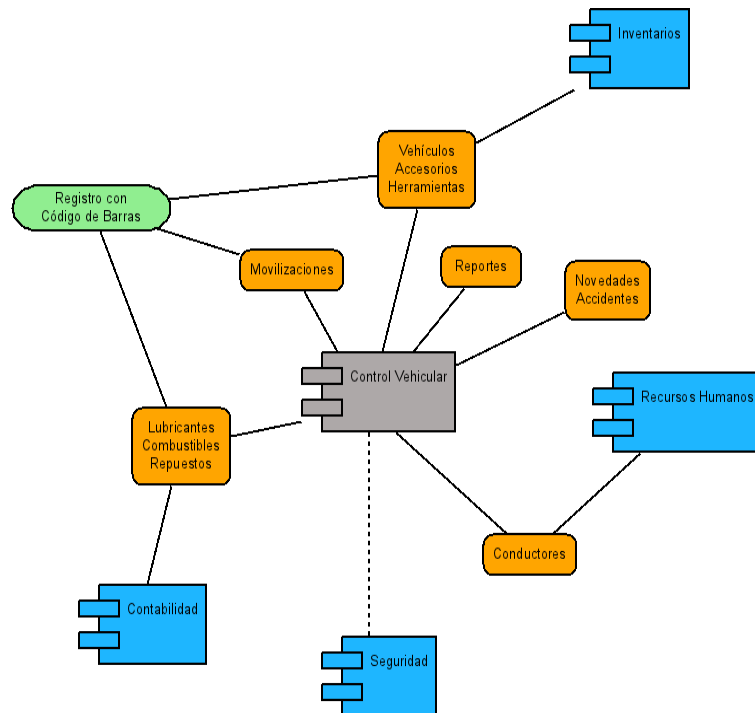 Inventarios
Vehículos
Accesorios
Herramientas
Registro con
Código de Barras
Movilizaciones
Reportes
Novedades
Accidentes
Control Vehicular
Recursos Humanos
Lubricantes
Combustibles
Repuestos
Conductores
Contabilidad
Seguridad